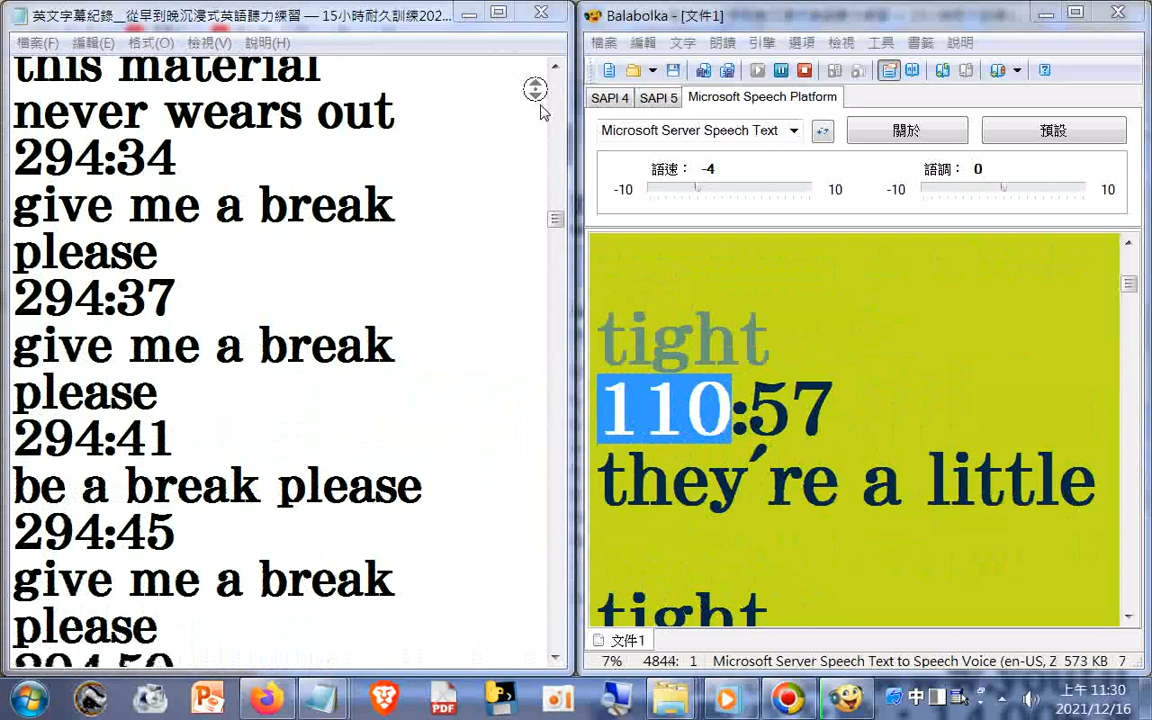 英文字幕紀錄__從早到晚沉浸式英語聽力練習 — 15小時耐久訓練202...
檔案(F) 編輯(E) 格式(O) 檢視(V) 說明(H)
this material
never wears out
294:34
give me a break
please
294:37
give me a break
please
294:41
be a break please
294:45
give me a break
please
294:50
Balabolka - [文件1]
檔案 編輯 文字 朗讀 引擎 選項 檢視 工具 書籤 說明
SAPI 4 SAPI 5 Microsoft Speech Platform
Microsoft Server Speech Text 關於 預設
語速： -4 語調： 0
-10 10 -10 10
tight
110:57
they're a little
tight
文件1
7% 4844: 1 Microsoft Server Speech Text to Speech Voice (en-US, Z 573 KB 7
中
上午 11:30
2021/12/16